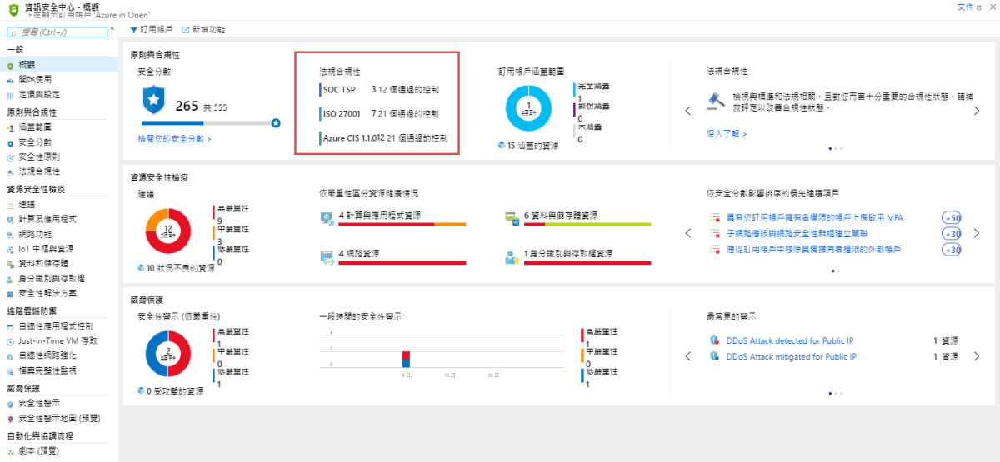 資訊安全中心 - 概觀
正在顯示訂用帳戶 'Azure in Open'
文件
搜尋 (Ctrl+/)
«
訂用帳戶
新增功能
一般
概觀
開始使用
定價與設定
原則與合規性
涵蓋範圍
安全分數
安全性原則
法規合規性
資源安全性檢疫
建議
計算及應用程式
網路功能
IoT 中樞與資源
資料和儲存體
身分識別與存取權
安全性解決方案
進階雲端防禦
自適性應用程式控制
Just-in-Time VM 存取
自適性網路強化
檔案完整性監視
威脅保護
安全性警示
安全性警示地圖 (預覽)
自動化與協調流程
劇本 (預覽)
原則與合規性
安全分數
265 共 555
檢閱您的安全分數 >
法規合規性
SOC TSP 3 12 個通過的控制
ISO 27001 7 21 個通過的控制
Azure CIS 1.1.0 12 21 個通過的控制
訂用帳戶涵蓋範圍
1
完全涵蓋
1
部份涵蓋
0
未涵蓋
0
15 涵蓋的資源
法規合規性
檢視與標準和法規相關，且對您而言十分重要的合規性狀態。請補
救評定以改善合規性狀態。
深入了解 >
資源安全性檢疫
建議
12
高嚴重性
9
中嚴重性
3
低嚴重性
0
10 狀況不良的資源
依嚴重性區分資源健康情況
4 計算與應用程式資源
6 資料與儲存體資源
4 網路資源
1 身分識別與存取權資源
依安全分數影響排序的優先建議項目
具有您訂用帳戶擁有者權限的帳戶上應啟用 MFA
+50
子網路應該與網路安全性群組建立關聯
+30
應從訂用帳戶中移除具備擁有者權限的外部帳戶
+30
威脅保護
安全性警示 (依嚴重性)
2
高嚴重性
1
中嚴重性
0
低嚴重性
1
0 受攻擊的資源
一段時間的安全性警示
4
2
0
8 日
15 日
22 日
高嚴重性
1
中嚴重性
0
低嚴重性
1
最常見的警示
DDoS Attack detected for Public IP
1 資源
DDoS Attack mitigated for Public IP
1 資源